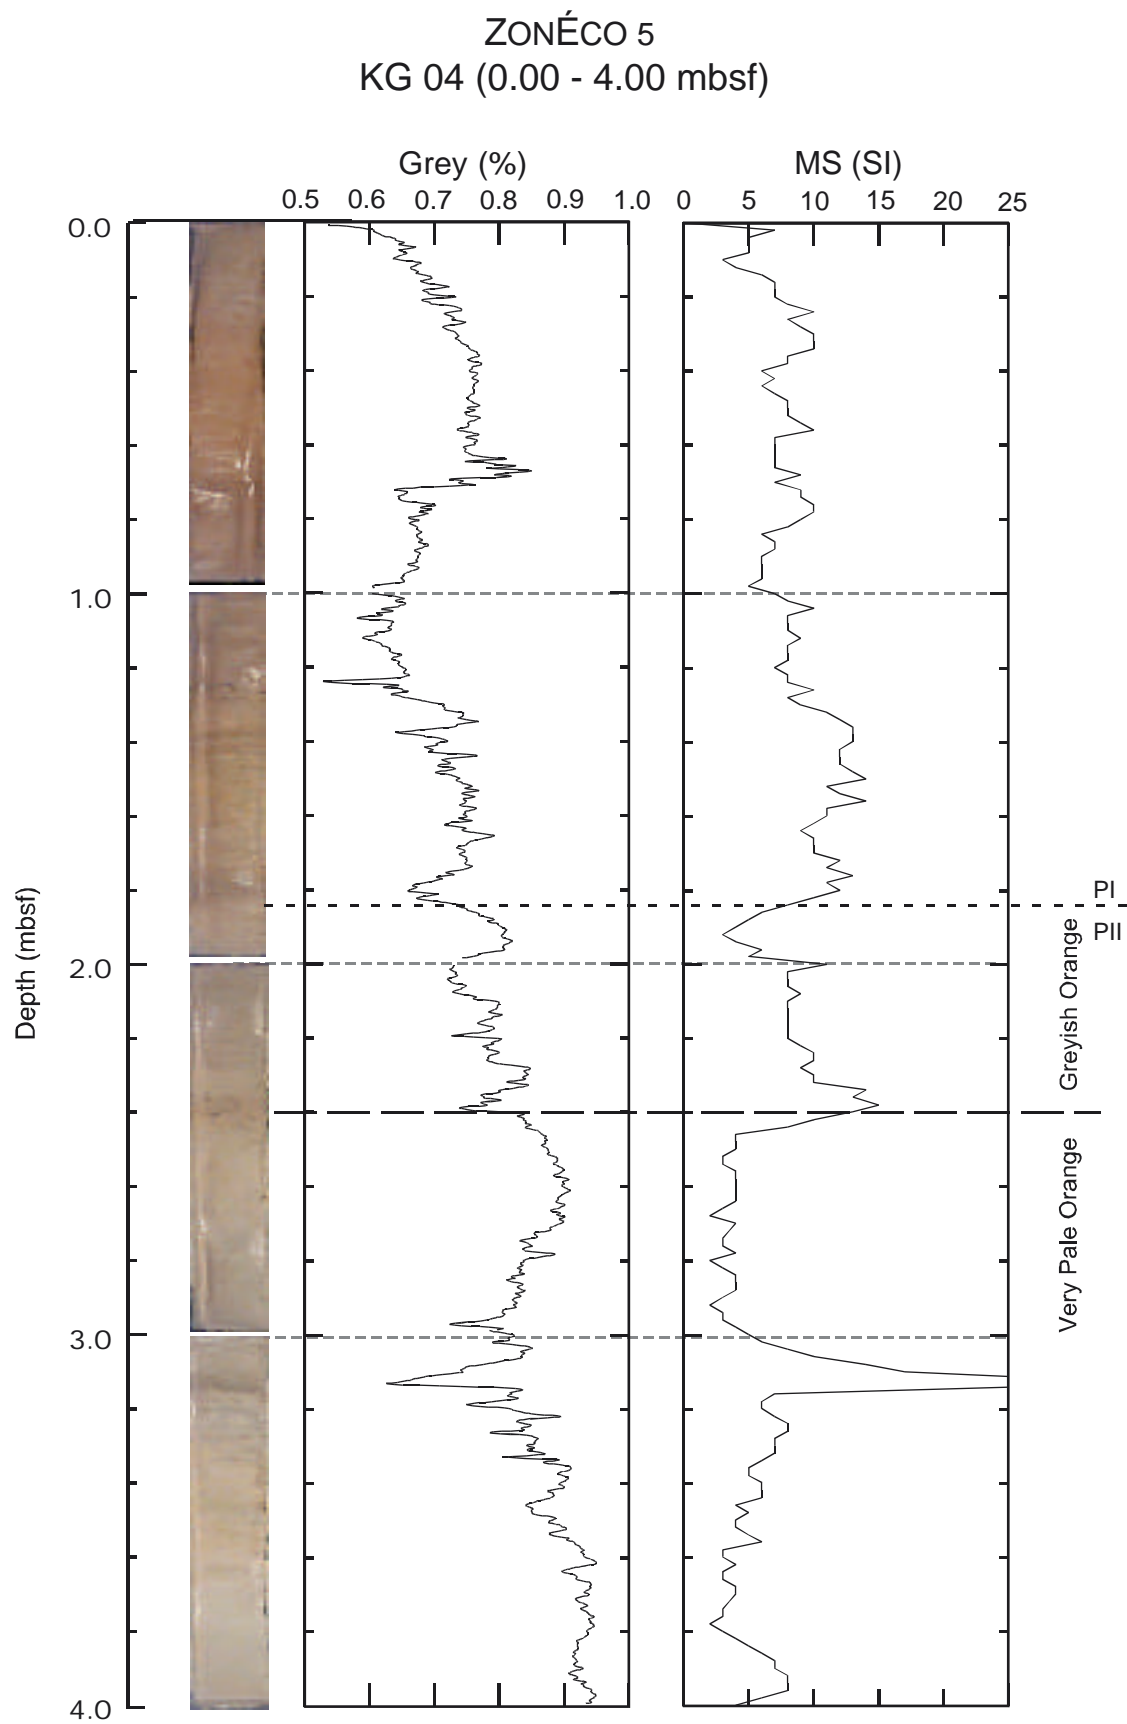 ZONÉCO 5
KG 04 (0.00 - 4.00 mbsf)
Grey (%)
MS (SI)
0.5 0.6 0.7 0.8 0.9 1.0
0 5 10 15 20 25
0.0
1.0
2.0
3.0
4.0
Depth (mbsf)
PI
PII
Greyish Orange
Very Pale Orange